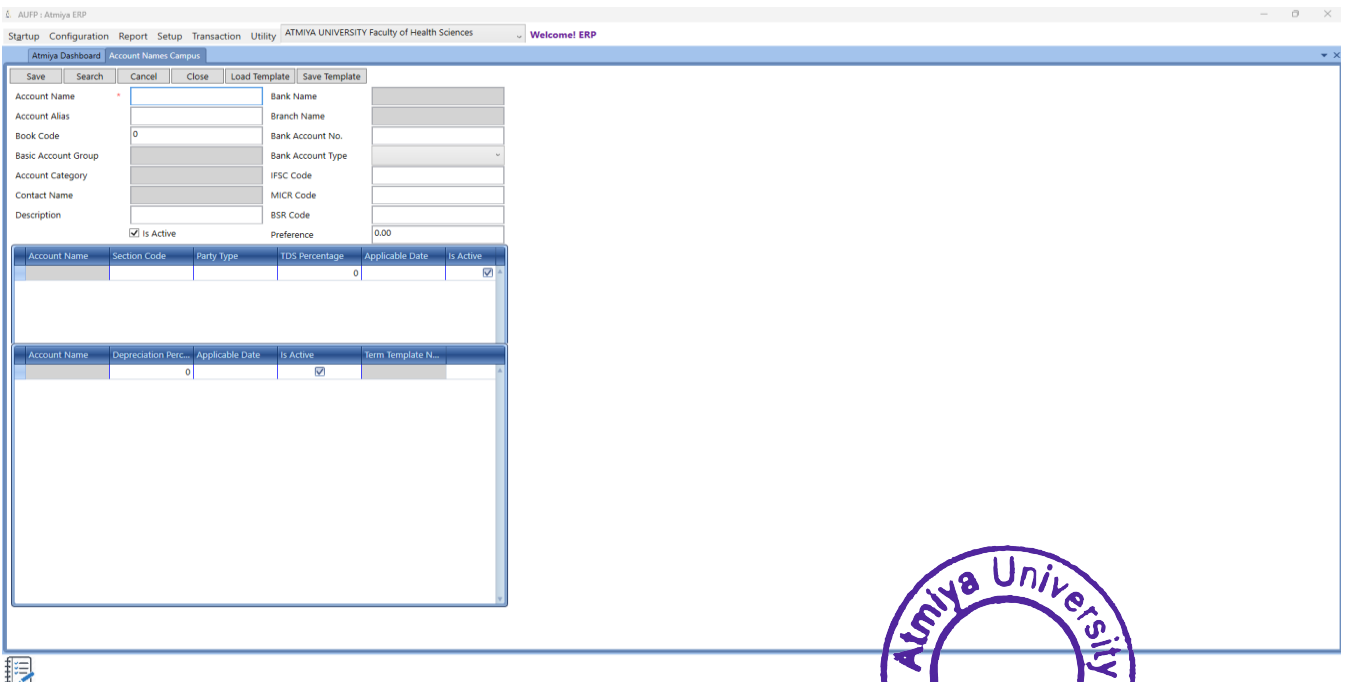 AUFP : Atmiya ERP
Startup Configuration Report Setup Transaction Utility ATMIYA UNIVERSITY Faculty of Health Sciences Welcome! ERP
Atmiya Dashboard Account Names Campus
Save Search Cancel Close Load Template Save Template
Account Name * Bank Name
Account Alias Branch Name
Book Code 0 Bank Account No.
Basic Account Group Bank Account Type
Account Category IFSC Code
Contact Name MICR Code
Description BSR Code
Is Active Preference 0.00
Account Name Section Code Party Type TDS Percentage Applicable Date Is Active
0
Account Name Depreciation Perc... Applicable Date Is Active Term Template N...
0
Atmiya University